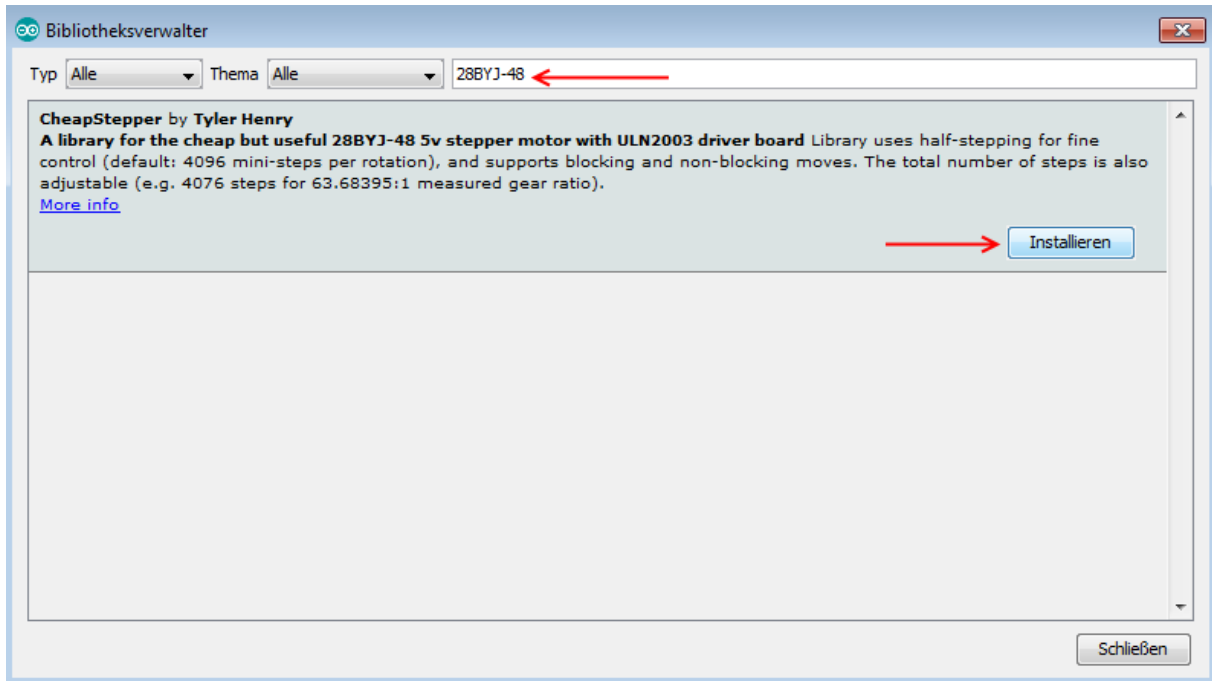 Bibliotheksverwalter
Typ Alle Thema Alle 28BYJ-48
CheapStepper by Tyler Henry
A library for the cheap but useful 28BYJ-48 5v stepper motor with ULN2003 driver board Library uses half-stepping for fine
control (default: 4096 mini-steps per rotation), and supports blocking and non-blocking moves. The total number of steps is also
adjustable (e.g. 4076 steps for 63.68395:1 measured gear ratio).
More info
Installieren
Schließen